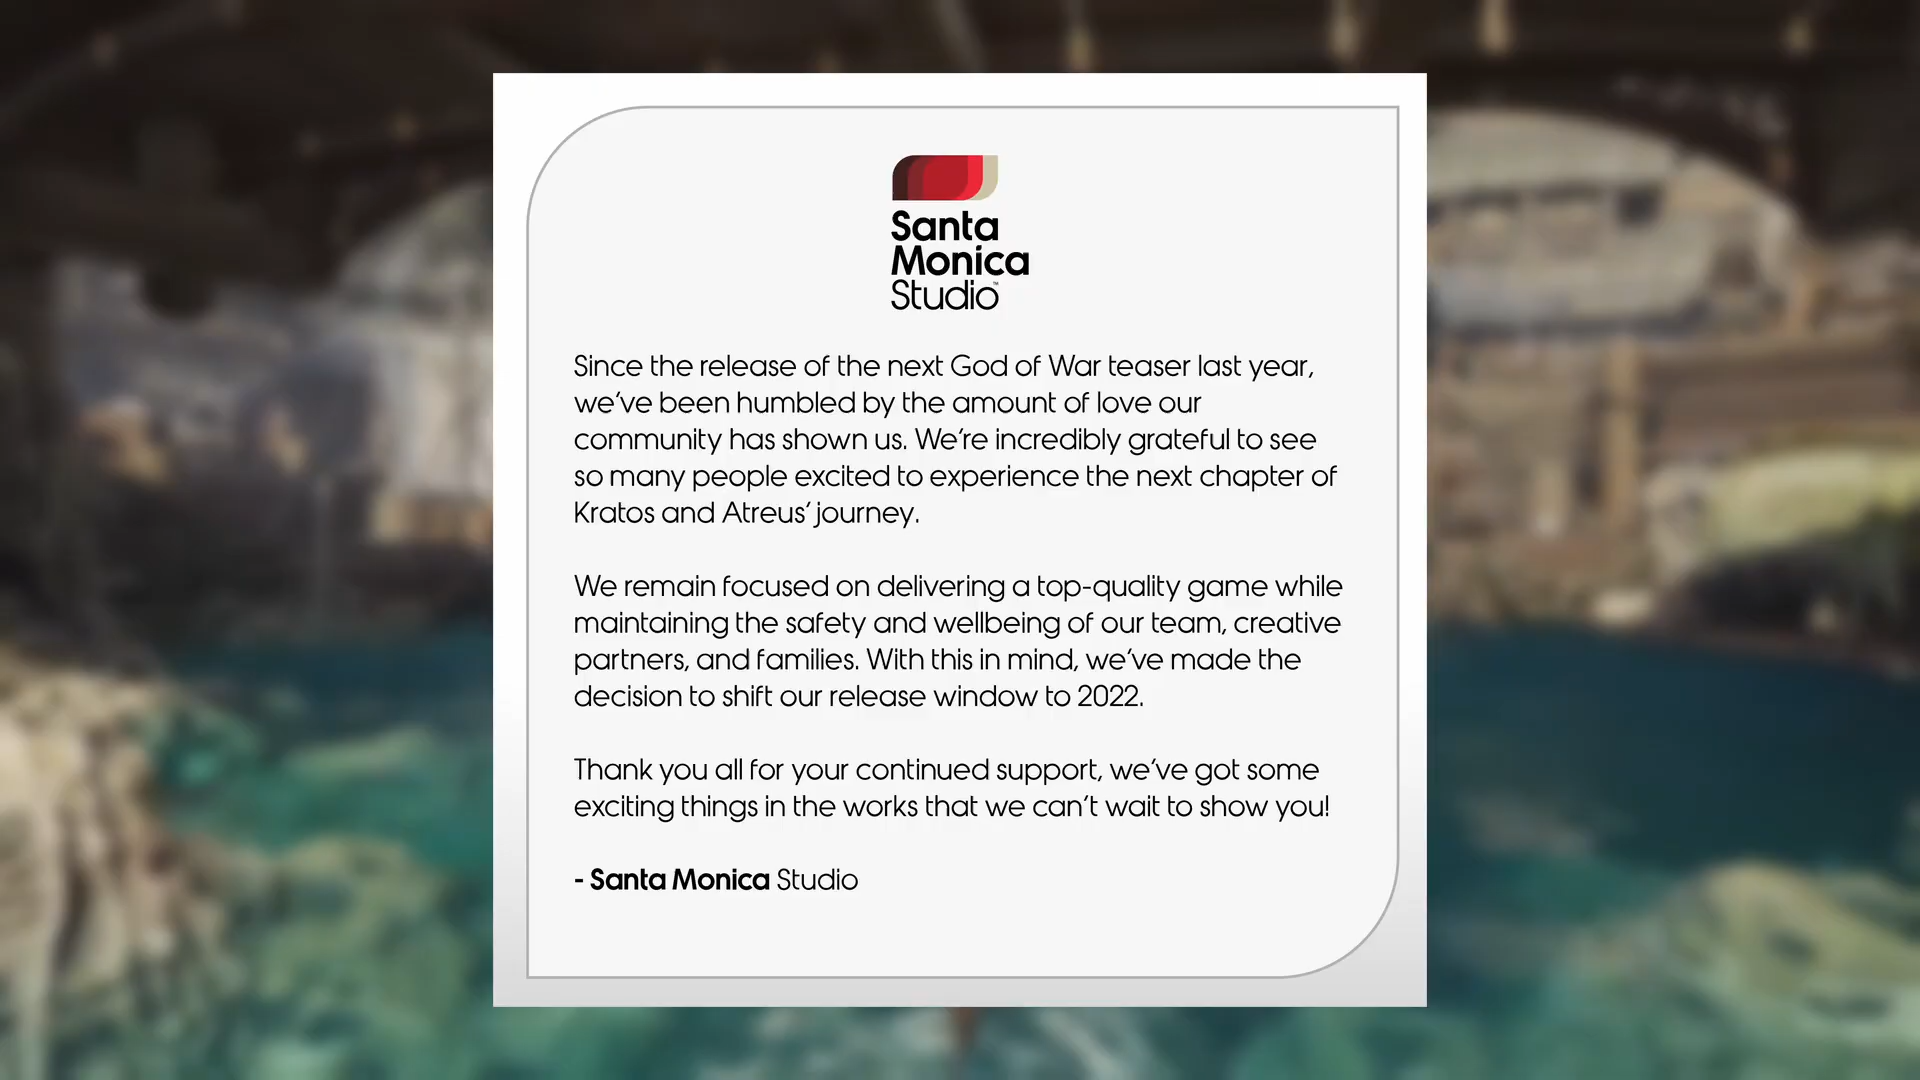 Santa
Monica
Studio™
Since the release of the next God of War teaser last year,
we’ve been humbled by the amount of love our
community has shown us. We’re incredibly grateful to see
so many people excited to experience the next chapter of
Kratos and Atreus’ journey.
We remain focused on delivering a top-quality game while
maintaining the safety and wellbeing of our team, creative
partners, and families. With this in mind, we’ve made the
decision to shift our release window to 2022.
Thank you all for your continued support, we’ve got some
exciting things in the works that we can’t wait to show you!
- Santa Monica Studio